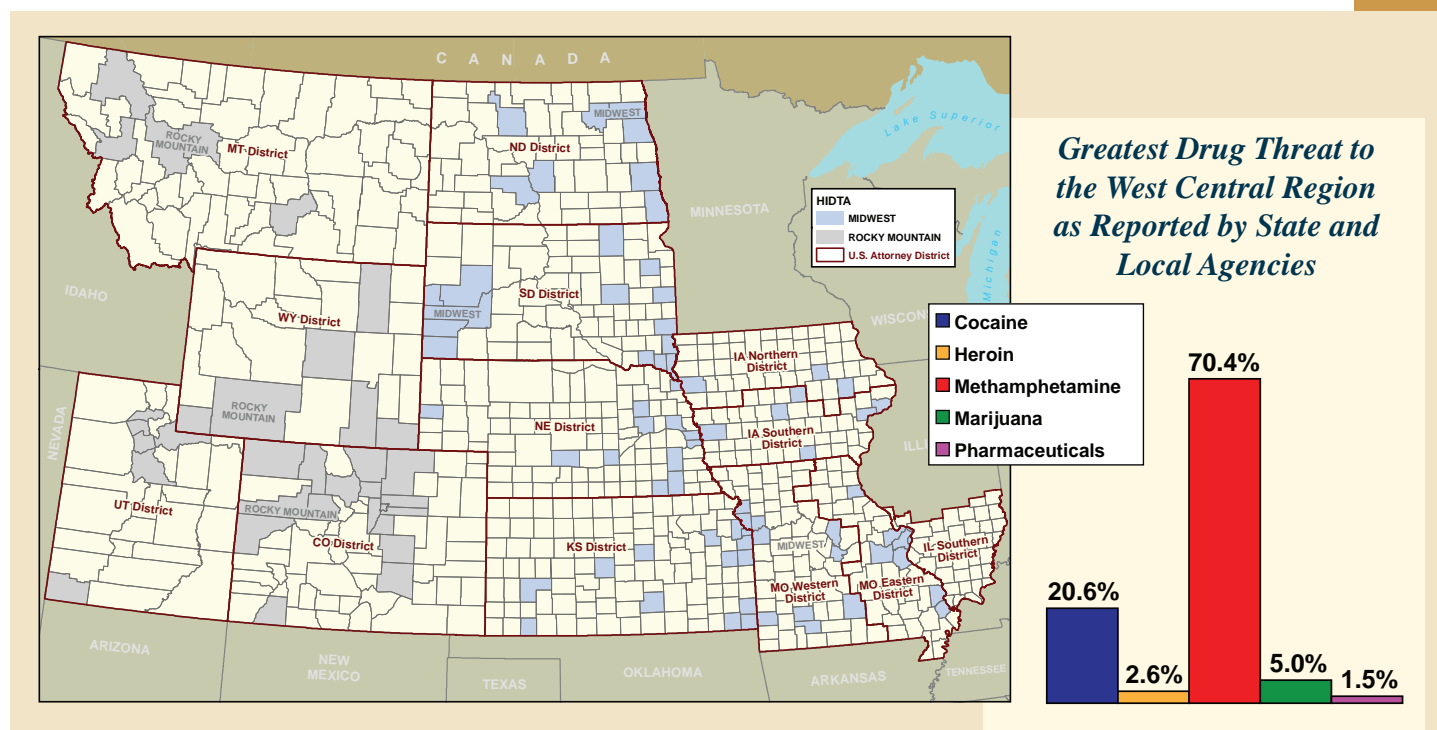 C A N A D A
ROCKY
MOUNTAIN
MT District
ND District
MIDWEST
Lake Superior
MINNESOTA
HIDTA
MIDWEST
ROCKY MOUNTAIN
U.S. Attorney District
Michigan
IDAHO
WISCONS
WY District
SD District
MIDWEST
IA Northern
District
ROCKY
MOUNTAIN
NE District
IA Southern
District
NEVADA
ILL
UT District
ROCKY MOUNTAIN
CO District
KS District
MIDWEST
MO Western
District
MO Eastern
District
IL Southern
District
ARIZONA
NEW
MEXICO
TEXAS
OKLAHOMA
ARKANSAS
TENNESSEE
Greatest Drug Threat to
the West Central Region
as Reported by State and
Local Agencies
Cocaine
Heroin
Methamphetamine
Marijuana
Pharmaceuticals
20.6%
2.6%
70.4%
5.0%
1.5%